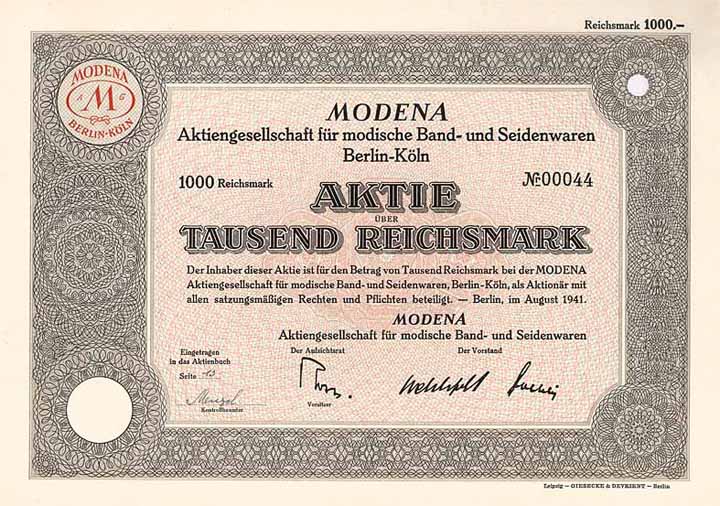 Reichsmark 1000,-
MODENA
A M G
BERLIN-KÖLN
MODENA
Aktiengesellschaft für modische Band- und Seidenwaren
Berlin-Köln
1000 Reichsmark
№ 00044
AKTIE
ÜBER
TAUSEND REICHSMARK
Der Inhaber dieser Aktie ist für den Betrag von Tausend Reichsmark bei der MODENA
Aktiengesellschaft für modische Band- und Seidenwaren, Berlin-Köln, als Aktionär mit
allen satzungsmäßigen Rechten und Pflichten beteiligt. — Berlin, im August 1941.
MODENA
Aktiengesellschaft für modische Band- und Seidenwaren
Eingetragen
in das Aktienbuch
Seite 13
Kontrollbeamter
Der Aufsichtsrat
Vorsitzer
Der Vorstand
Leipzig — GIESECKE & DEVRIENT — Berlin